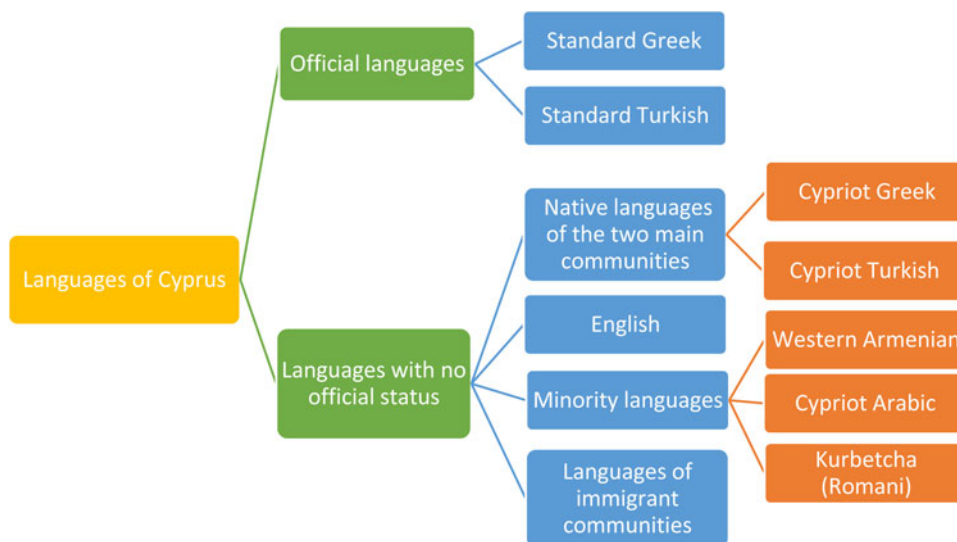 Languages of Cyprus
Official languages
Standard Greek
Standard Turkish
Languages with no
official status
Native languages
of the two main
communities
Cypriot Greek
Cypriot Turkish
English
Minority languages
Western Armenian
Cypriot Arabic
Kurbetcha
(Romani)
Languages of
immigrant
communities